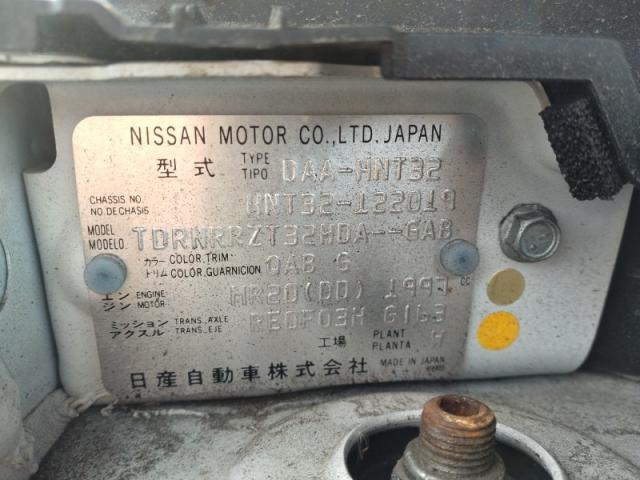 NISSAN MOTOR CO.,LTD. JAPAN
型式 TYPE TIPO DAA-HNT32
CHASSIS NO. NO.DE CHASIS HNT32-122019
MODEL MODELO TDRNRRZT32HDA--GAB
カラー トリム COLOR,TRIM COLOR,GUARNICION QAB G
エンジン ENGINE MOTOR MR20(DD) 1997 CC
ミッション アクスル TRANS.,AXLE TRANS.,EJE RE0F03H G163
工場 PLANT PLANTA
日産自動車株式会社 MADE IN JAPAN